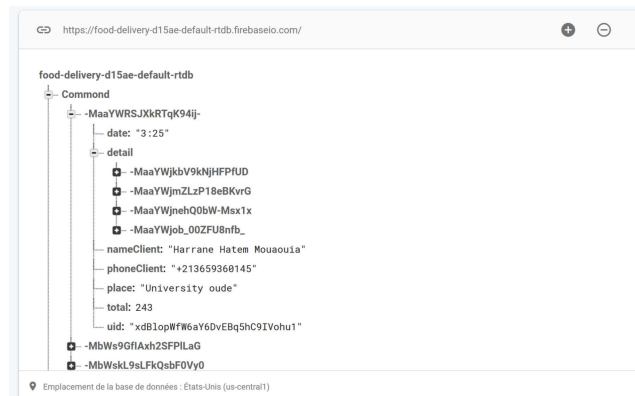 https://food-delivery-d15ae-default-rtdb.firebaseio.com/
food-delivery-d15ae-default-rtdb
Commond
-MaaYWRSJXkRTqK94ij-
date: "3:25"
detail
-MaaYWjkbV9kNjHFPfUD
-MaaYWjmZLzP18eBKvrG
-MaaYWjnehQ0bW-Msx1x
-MaaYWjob_00ZFU8nfb_
nameClient: "Harrane Hatem Mouaouia"
phoneClient: "+213659360145"
place: "University oude"
total: 243
uid: "xdBlopWfW6aY6DvEBq5hC9IVohu1"
-MbWs9GflAxh2SFPlLaG
-MbWskL9sLFkQsbF0Vy0
Emplacement de la base de données : États-Unis (us-central1)